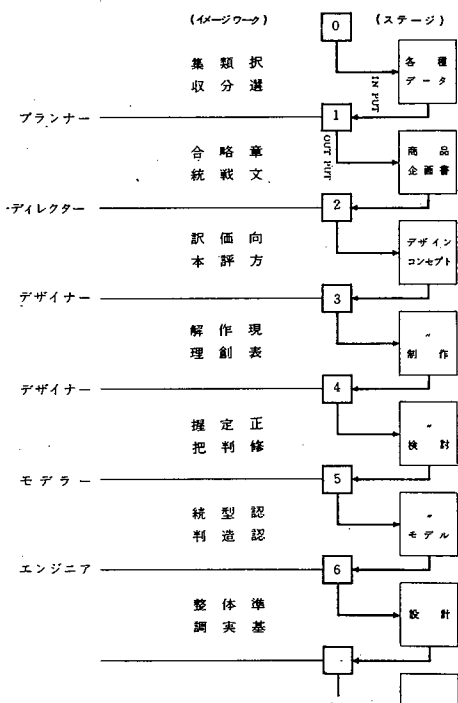 (イメージワーク)
(ステージ)
0
集 類 択
収 分 選
各 種
データ
IN PUT
プランナー
1
OUT PUT
合 略 章
統 戦 文
商 品
企 画 書
ディレクター
2
訳 価 向
本 評 方
デザイン
コンセプト
デザイナー
3
解 作 現
理 創 表
〃
制 作
デザイナー
4
握 定 正
把 判 修
〃
検 討
モデラー
5
続 型 認
判 造 認
〃
モデル
エンジニア
6
整 体 準
調 実 基
設 計